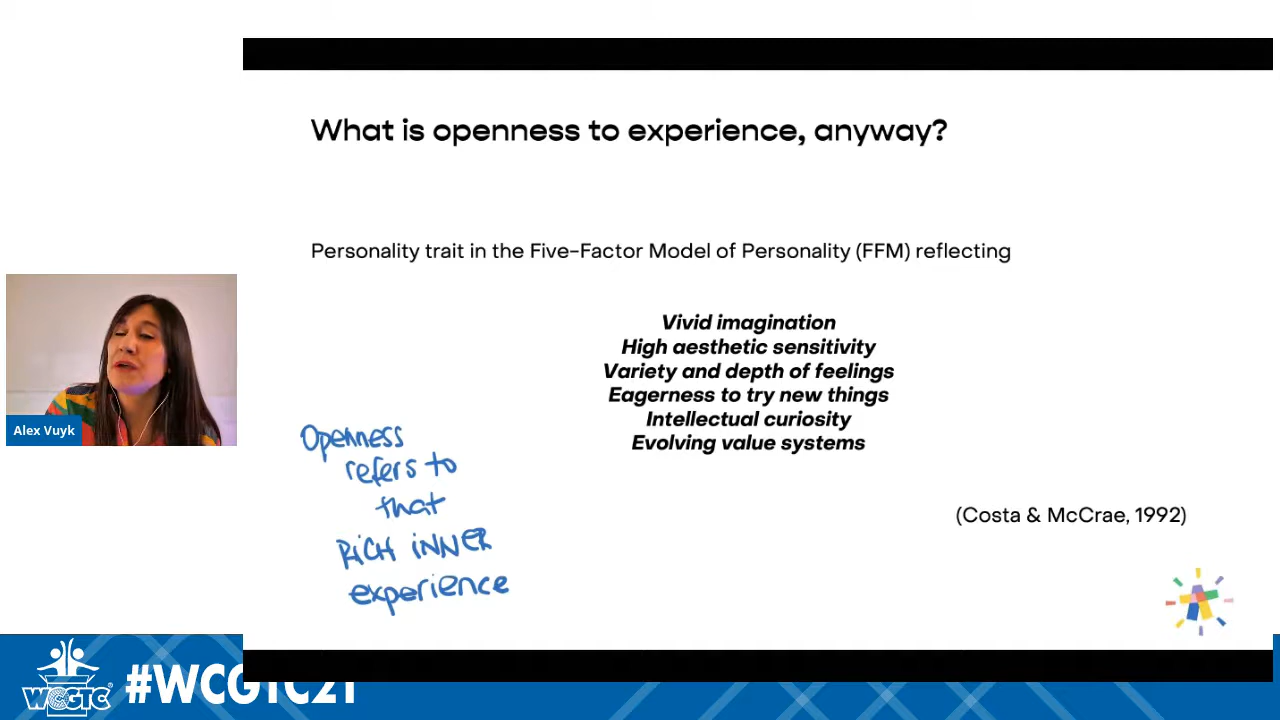 What is openness to experience, anyway?
Personality trait in the Five-Factor Model of Personality (FFM) reflecting
Vivid imagination
High aesthetic sensitivity
Variety and depth of feelings
Eagerness to try new things
Intellectual curiosity
Evolving value systems
Alex Vuyk
Openness
refers to
that
RICH INNER
experience
(Costa & McCrae, 1992)
WCGTC
#WCGTC21